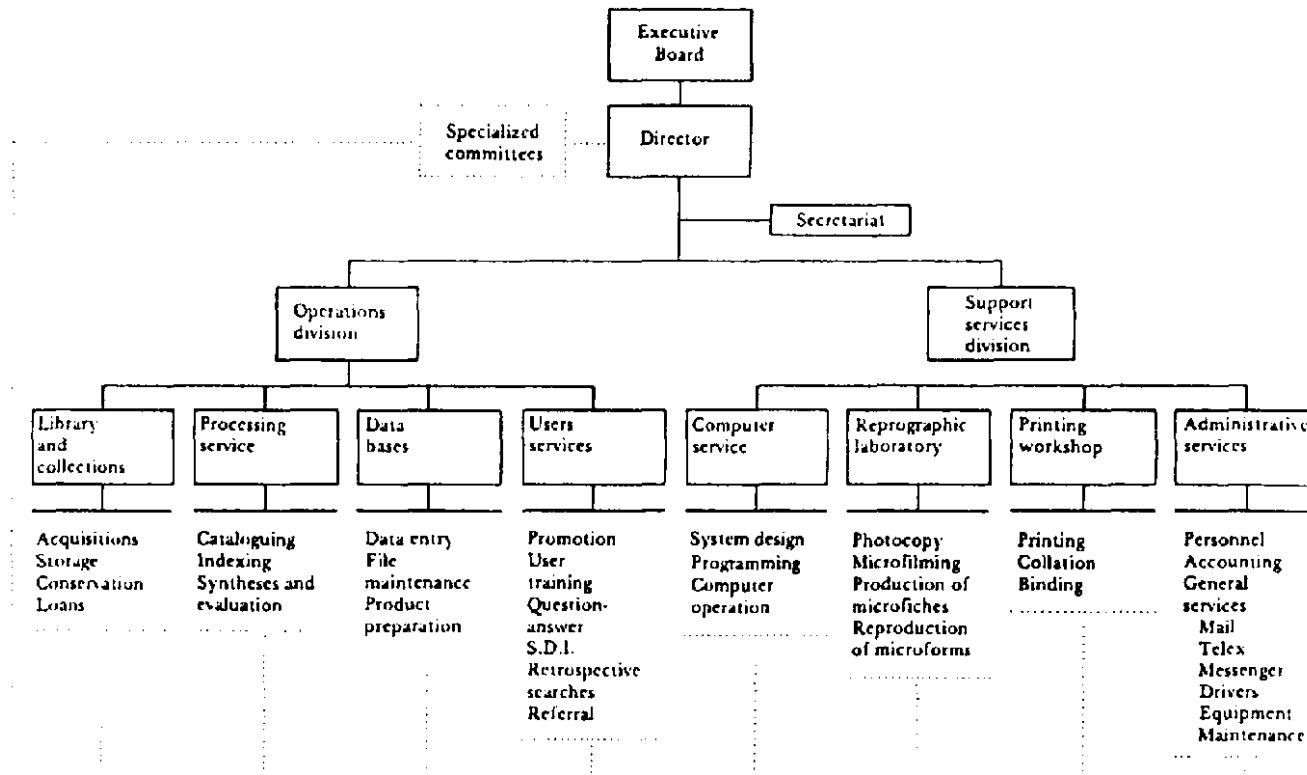 Executive
Board
Specialized
committees
Director
Secretariat
Operations
division
Support
services
division
Library
and
collections
Processing
service
Data
bases
Users
services
Computer
service
Reprographic
laboratory
Printing
workshop
Administrative
services
Acquisitions
Storage
Conservation
Loans
Cataloguing
Indexing
Syntheses and
evaluation
Data entry
File
maintenance
Product
preparation
Promotion
User
training
Question-
answer
S.D.I.
Retrospective
searches
Referral
System design
Programming
Computer
operation
Photocopy
Microfilming
Production of
microfiches
Reproduction
of microforms
Printing
Collation
Binding
Personnel
Accounting
General
services
Mail
Telex
Messenger
Drivers
Equipment
Maintenance